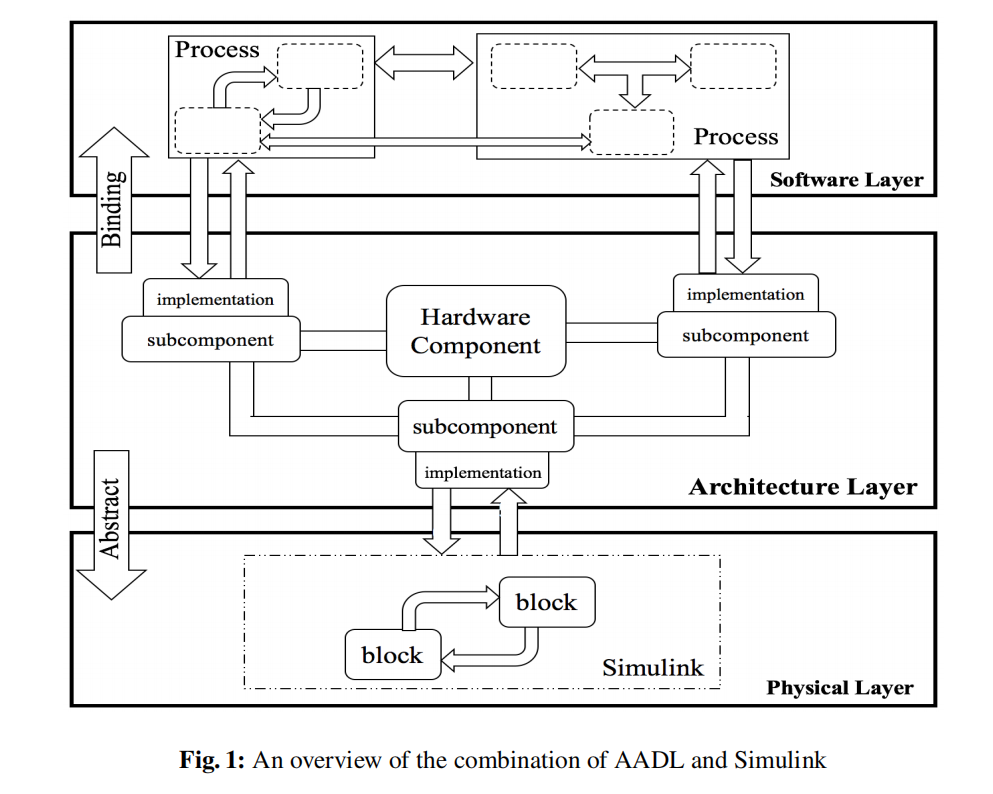 Process
Process
Software Layer
Binding
implementation
subcomponent
Hardware
Component
implementation
subcomponent
subcomponent
implementation
Architecture Layer
Abstract
block
block
Simulink
Physical Layer
Fig. 1: An overview of the combination of AADL and Simulink